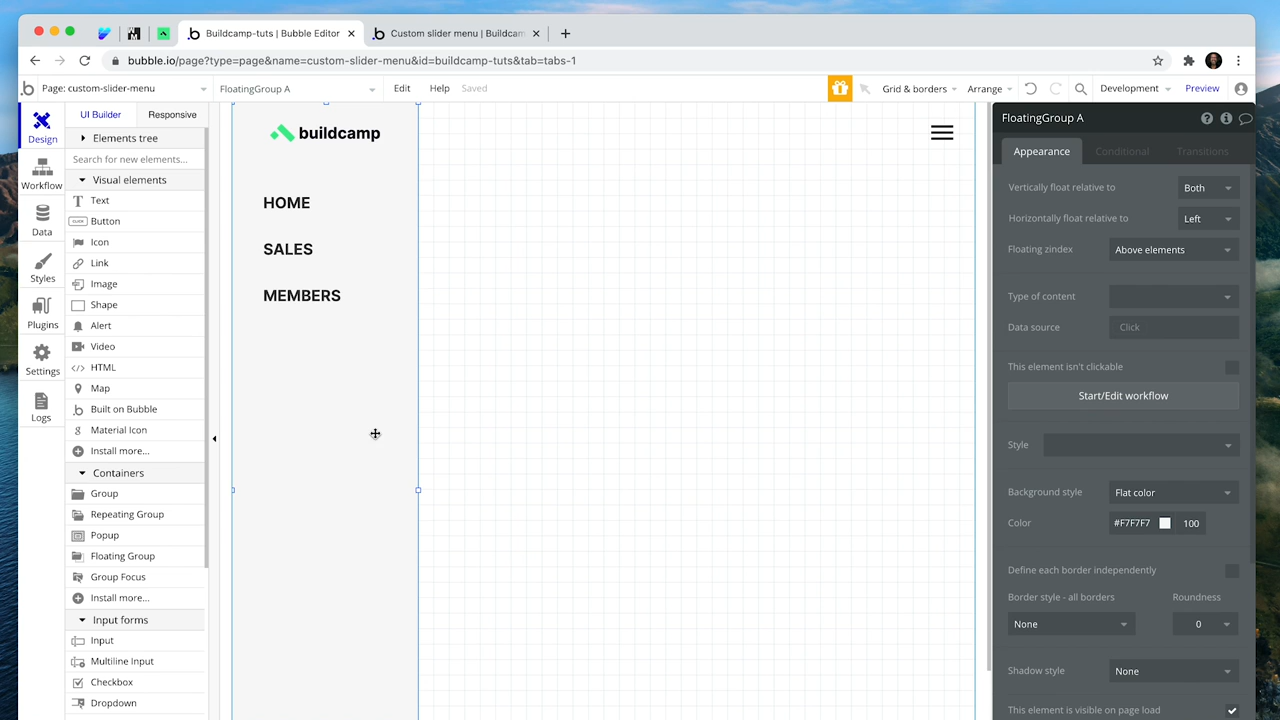 Buildcamp-tuts | Bubble Editor
Custom slider menu | Buildcam
bubble.io/page?type=page&name=custom-slider-menu&id=buildcamp-tuts&tab=tabs-1
Page: custom-slider-menu
FloatingGroup A
Edit
Help
Saved
Grid & borders
Arrange
Development
Preview
Design
Workflow
Data
Styles
Plugins
Settings
Logs
UI Builder
Responsive
Elements tree
Search for new elements...
Visual elements
Text
CLICK
Button
Icon
Link
Image
Shape
Alert
Video
HTML
Map
Built on Bubble
Material Icon
Install more...
Containers
Group
Repeating Group
Popup
Floating Group
Group Focus
Install more...
Input forms
Input
Multiline Input
Checkbox
Dropdown
buildcamp
HOME
SALES
MEMBERS
FloatingGroup A
Appearance
Conditional
Transitions
Vertically float relative to
Both
Horizontally float relative to
Left
Floating zindex
Above elements
Type of content
Data source
Click
This element isn't clickable
Start/Edit workflow
Style
Background style
Flat color
Color
#F7F7F7
100
Define each border independently
Border style - all borders
Roundness
None
0
Shadow style
None
This element is visible on page load